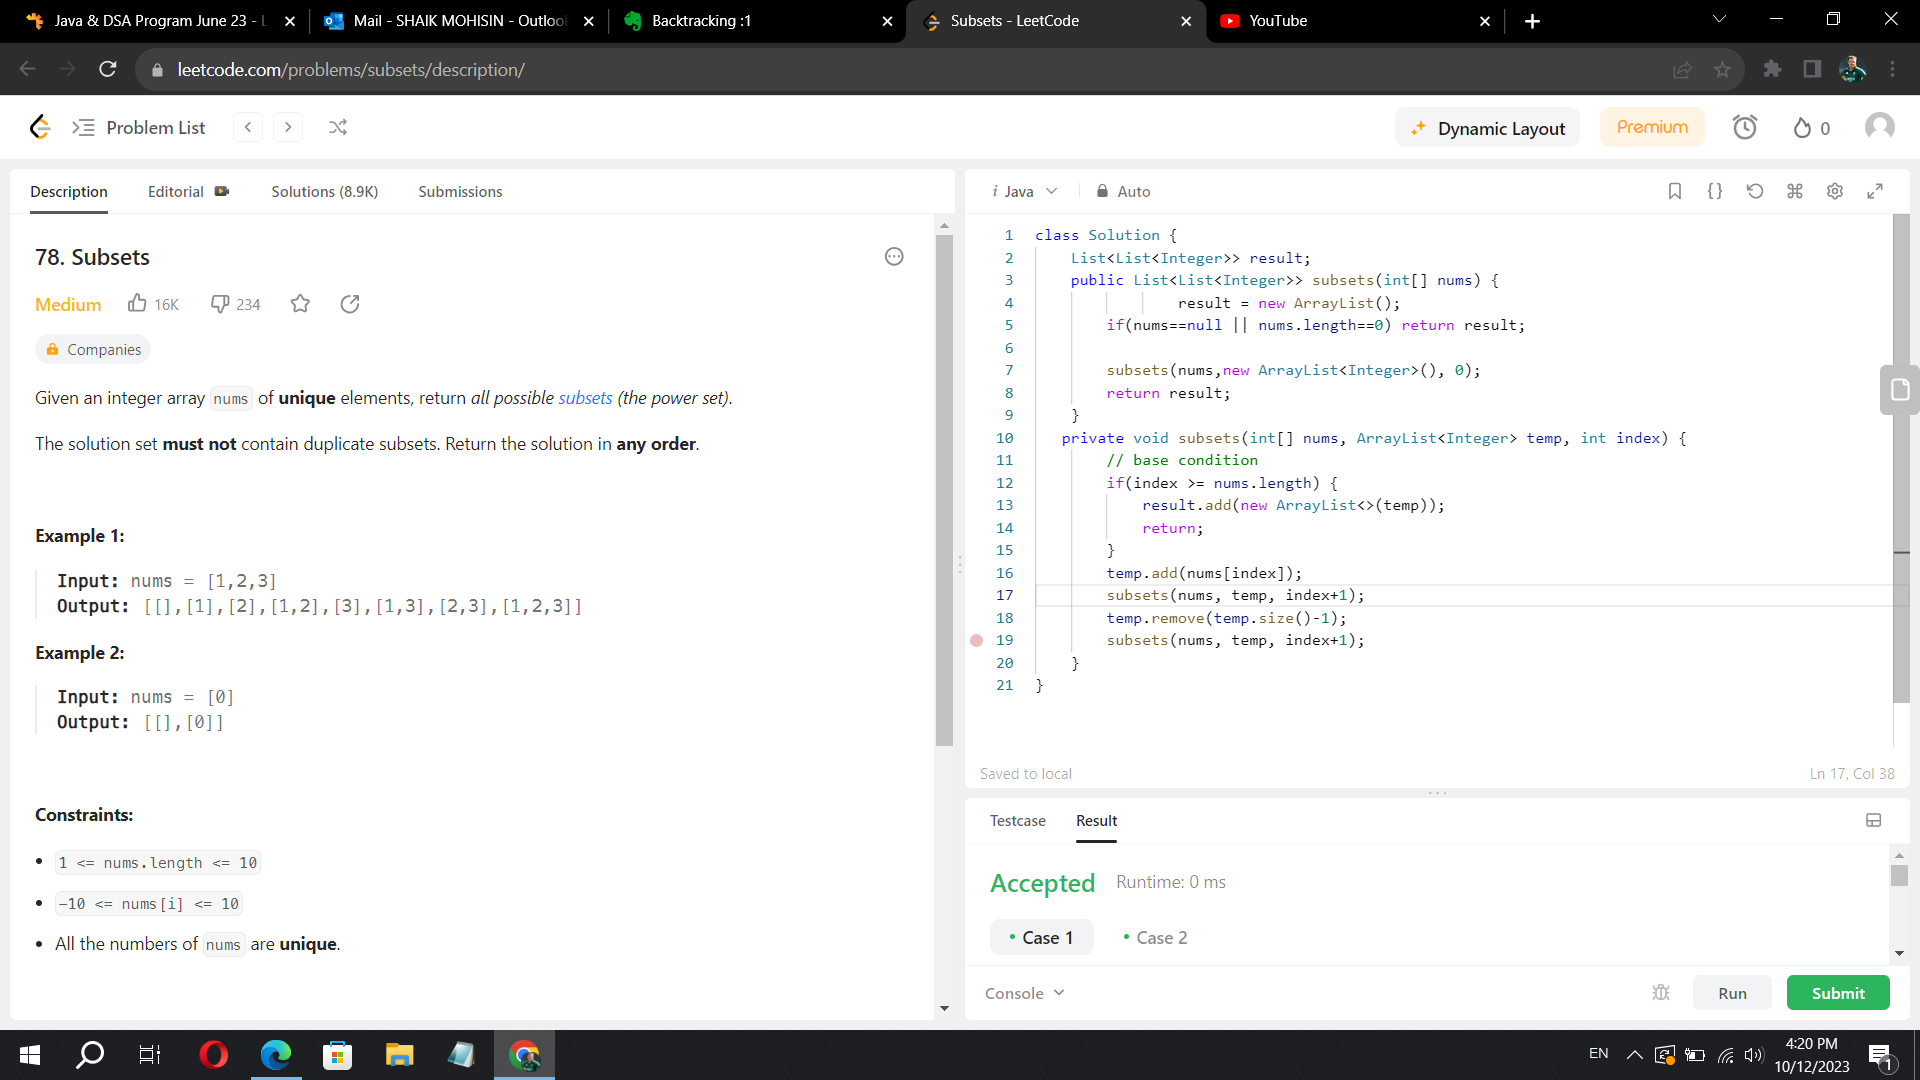 Java & DSA Program June 23 - L
Mail - SHAIK MOHISIN - Outloo
Backtracking :1
Subsets - LeetCode
YouTube
leetcode.com/problems/subsets/description/
Problem List
Dynamic Layout
Premium
0
Description
Editorial
Solutions (8.9K)
Submissions
78. Subsets
Medium
16K
234
Companies
Given an integer array nums of unique elements, return all possible subsets (the power set).
The solution set must not contain duplicate subsets. Return the solution in any order.
Example 1:
Input: nums = [1,2,3]
Output: [[],[1],[2],[1,2],[3],[1,3],[2,3],[1,2,3]]
Example 2:
Input: nums = [0]
Output: [[],[0]]
Constraints:
• 1 <= nums.length <= 10
• -10 <= nums[i] <= 10
• All the numbers of nums are unique.
i Java
Auto
{}
1 class Solution {
2 List<List<Integer>> result;
3 public List<List<Integer>> subsets(int[] nums) {
4 result = new ArrayList();
5 if(nums==null || nums.length==0) return result;
6
7 subsets(nums,new ArrayList<Integer>(), 0);
8 return result;
9 }
10 private void subsets(int[] nums, ArrayList<Integer> temp, int index) {
11 // base condition
12 if(index >= nums.length) {
13 result.add(new ArrayList<>(temp));
14 return;
15 }
16 temp.add(nums[index]);
17 subsets(nums, temp, index+1);
18 temp.remove(temp.size()-1);
19 subsets(nums, temp, index+1);
20 }
21 }
Saved to local
Ln 17, Col 38
Testcase
Result
Accepted
Runtime: 0 ms
• Case 1
• Case 2
Console
Run
Submit
EN
4:20 PM
10/12/2023
1